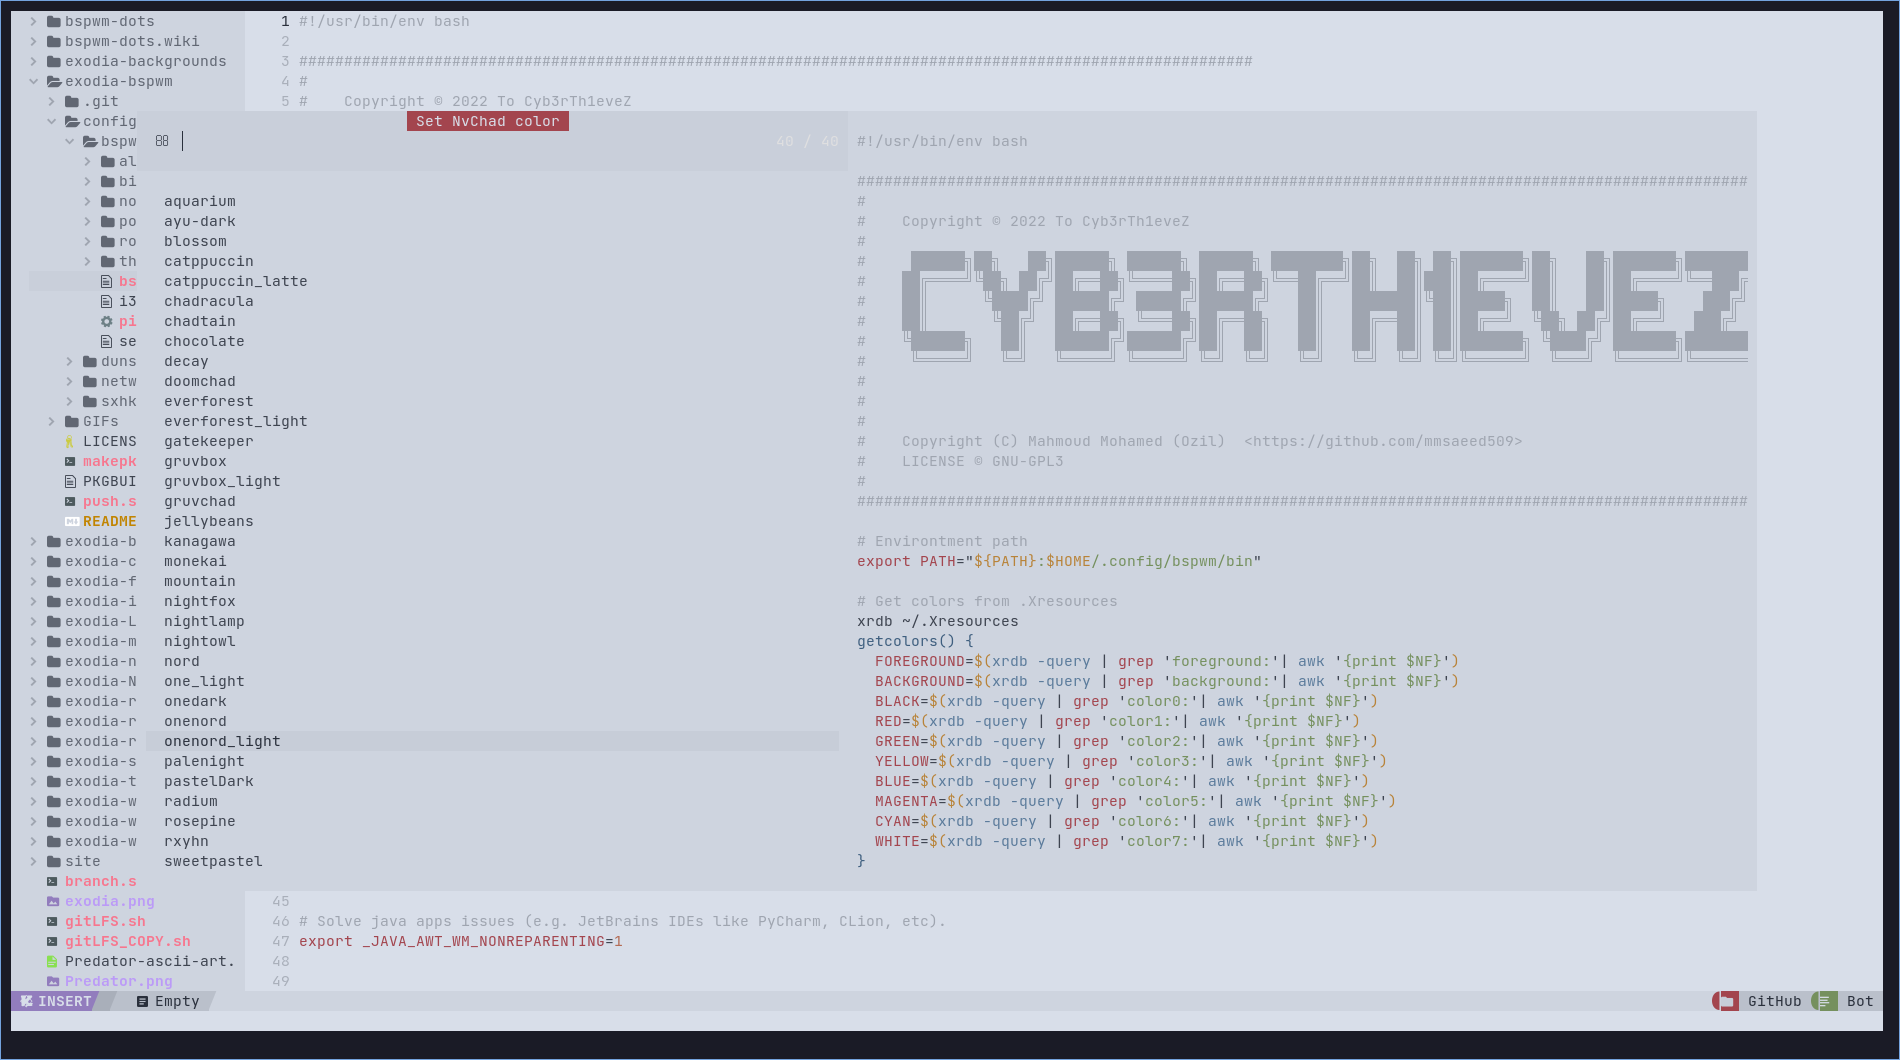 bspwm-dots
bspwm-dots.wiki
exodia-backgrounds
exodia-bspwm
.git
config
bspw
al
bi
no
po
ro
th
bs
i3
pi
se
duns
netw
sxhk
GIFs
LICENS
makepk
PKGBUI
push.s
README
exodia-b
exodia-c
exodia-f
exodia-i
exodia-L
exodia-m
exodia-n
exodia-N
exodia-r
exodia-r
exodia-r
exodia-s
exodia-t
exodia-w
exodia-w
exodia-w
site
branch.s
exodia.png
gitLFS.sh
gitLFS_COPY.sh
Predator-ascii-art.
Predator.png
1 #!/usr/bin/env bash
2
3 ##########################################################################################################
4 #
5 #    Copyright © 2022 To Cyb3rTh1eveZ
Set NvChad color
40 / 40
aquarium
ayu-dark
blossom
catppuccin
catppuccin_latte
chadracula
chadtain
chocolate
decay
doomchad
everforest
everforest_light
gatekeeper
gruvbox
gruvbox_light
gruvchad
jellybeans
kanagawa
monekai
mountain
nightfox
nightlamp
nightowl
nord
one_light
onedark
onenord
onenord_light
palenight
pastelDark
radium
rosepine
rxyhn
sweetpastel
#!/usr/bin/env bash
###################################################################################################
#
#    Copyright © 2022 To Cyb3rTh1eveZ
#
#    CYB3RTH1EVEZ
#
#
#
#
#
#
#
#
#    Copyright (C) Mahmoud Mohamed (Ozil)  <https://github.com/mmsaeed509>
#    LICENSE © GNU-GPL3
#
###################################################################################################
# Environtment path
export PATH="${PATH}:$HOME/.config/bspwm/bin"
# Get colors from .Xresources
xrdb ~/.Xresources
getcolors() {
  FOREGROUND=$(xrdb -query | grep 'foreground:'| awk '{print $NF}')
  BACKGROUND=$(xrdb -query | grep 'background:'| awk '{print $NF}')
  BLACK=$(xrdb -query | grep 'color0:'| awk '{print $NF}')
  RED=$(xrdb -query | grep 'color1:'| awk '{print $NF}')
  GREEN=$(xrdb -query | grep 'color2:'| awk '{print $NF}')
  YELLOW=$(xrdb -query | grep 'color3:'| awk '{print $NF}')
  BLUE=$(xrdb -query | grep 'color4:'| awk '{print $NF}')
  MAGENTA=$(xrdb -query | grep 'color5:'| awk '{print $NF}')
  CYAN=$(xrdb -query | grep 'color6:'| awk '{print $NF}')
  WHITE=$(xrdb -query | grep 'color7:'| awk '{print $NF}')
}
45
46 # Solve java apps issues (e.g. JetBrains IDEs like PyCharm, CLion, etc).
47 export _JAVA_AWT_WM_NONREPARENTING=1
48
49
INSERT
Empty
GitHub
Bot